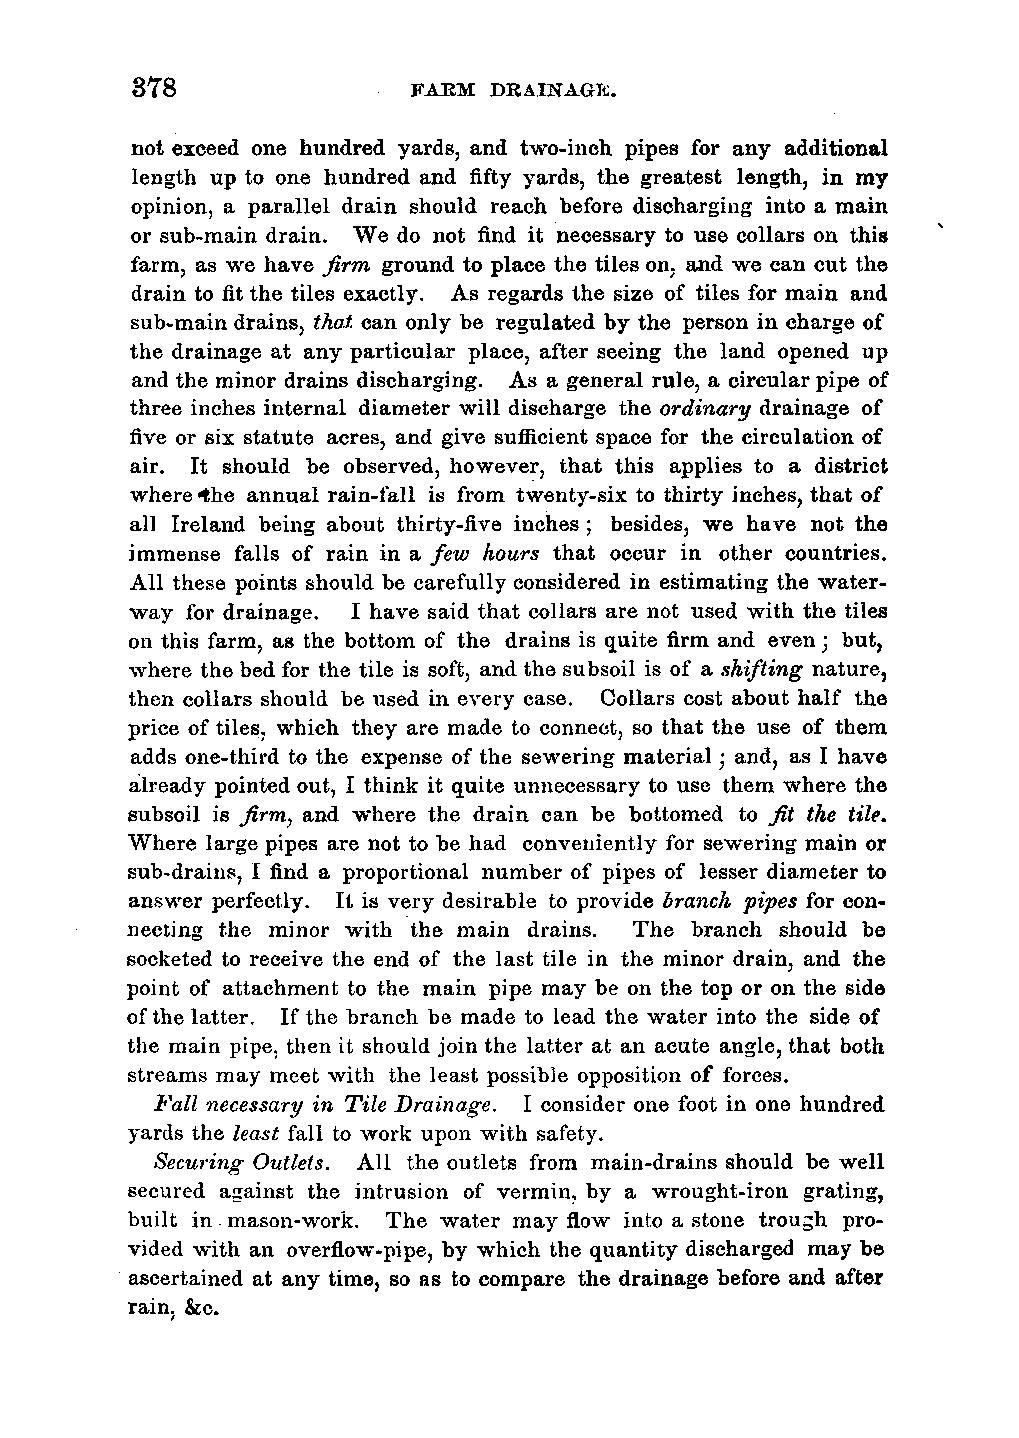 378 FARM DRAINAGE.
not exceed one hundred yards, and two-inch pipes for any additional
length up to one hundred and fifty yards, the greatest length, in my
opinion, a parallel drain should reach before discharging into a main
or sub-main drain. We do not find it necessary to use collars on this
farm, as we have firm ground to place the tiles on, and we can cut the
drain to fit the tiles exactly. As regards the size of tiles for main and
sub-main drains, that can only be regulated by the person in charge of
the drainage at any particular place, after seeing the land opened up
and the minor drains discharging. As a general rule, a circular pipe of
three inches internal diameter will discharge the ordinary drainage of
five or six statute acres, and give sufficient space for the circulation of
air. It should be observed, however, that this applies to a district
where the annual rain-fall is from twenty-six to thirty inches, that of
all Ireland being about thirty-five inches; besides, we have not the
immense falls of rain in a few hours that occur in other countries.
All these points should be carefully considered in estimating the water-
way for drainage. I have said that collars are not used with the tiles
on this farm, as the bottom of the drains is quite firm and even; but,
where the bed for the tile is soft, and the subsoil is of a shifting nature,
then collars should be used in every case. Collars cost about half the
price of tiles, which they are made to connect, so that the use of them
adds one-third to the expense of the sewering material; and, as I have
already pointed out, I think it quite unnecessary to use them where the
subsoil is firm, and where the drain can be bottomed to fit the tile.
Where large pipes are not to be had conveniently for sewering main or
sub-drains, I find a proportional number of pipes of lesser diameter to
answer perfectly. It is very desirable to provide branch pipes for con-
necting the minor with the main drains. The branch should be
socketed to receive the end of the last tile in the minor drain, and the
point of attachment to the main pipe may be on the top or on the side
of the latter. If the branch be made to lead the water into the side of
the main pipe, then it should join the latter at an acute angle, that both
streams may meet with the least possible opposition of forces.
Fall necessary in Tile Drainage. I consider one foot in one hundred
yards the least fall to work upon with safety.
Securing Outlets. All the outlets from main-drains should be well
secured against the intrusion of vermin, by a wrought-iron grating,
built in mason-work. The water may flow into a stone trough pro-
vided with an overflow-pipe, by which the quantity discharged may be
ascertained at any time, so as to compare the drainage before and after
rain, &c.